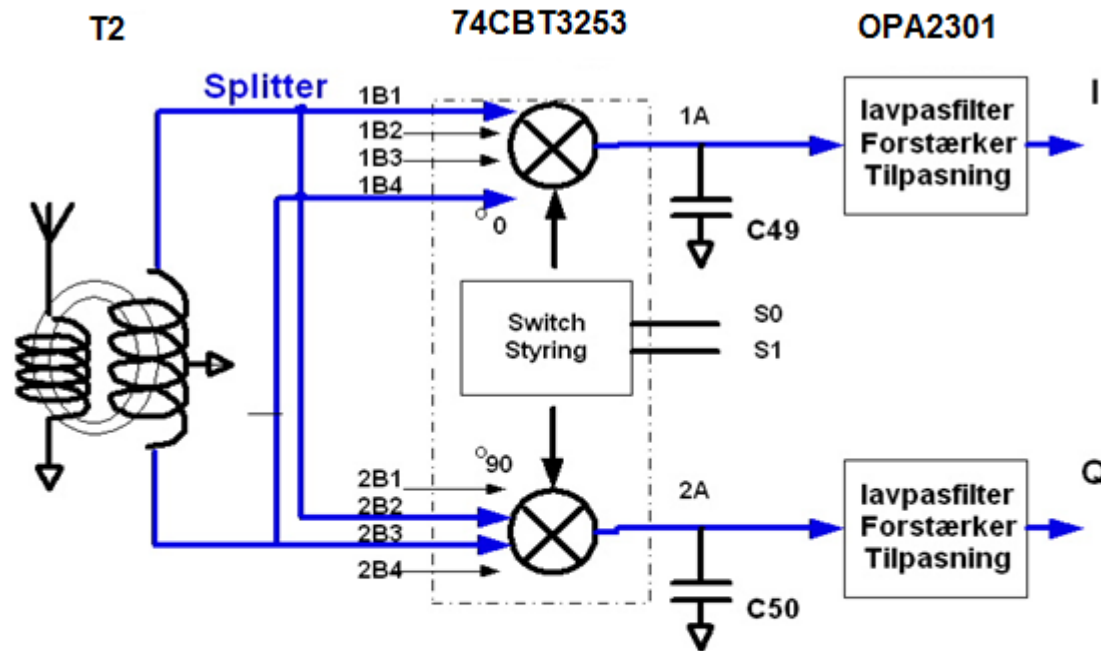 T2
74CBT3253
OPA2301
Splitter
1B1
1B2
1B3
1B4
°0
1A
C49
lavpasfilter
Forstærker
Tilpasning
I
Switch
Styring
S0
S1
°90
2B1
2B2
2B3
2B4
2A
C50
lavpasfilter
Forstærker
Tilpasning
Q